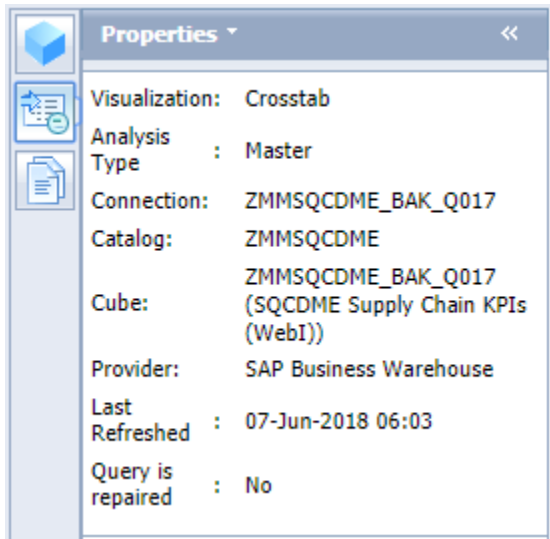 Properties
Visualization: Crosstab
Analysis
Type : Master
Connection: ZMMSQCDME_BAK_Q017
Catalog: ZMMSQCDME
Cube: ZMMSQCDME_BAK_Q017
(SQCDME Supply Chain KPIs
(WebI))
Provider: SAP Business Warehouse
Last
Refreshed : 07-Jun-2018 06:03
Query is
repaired : No